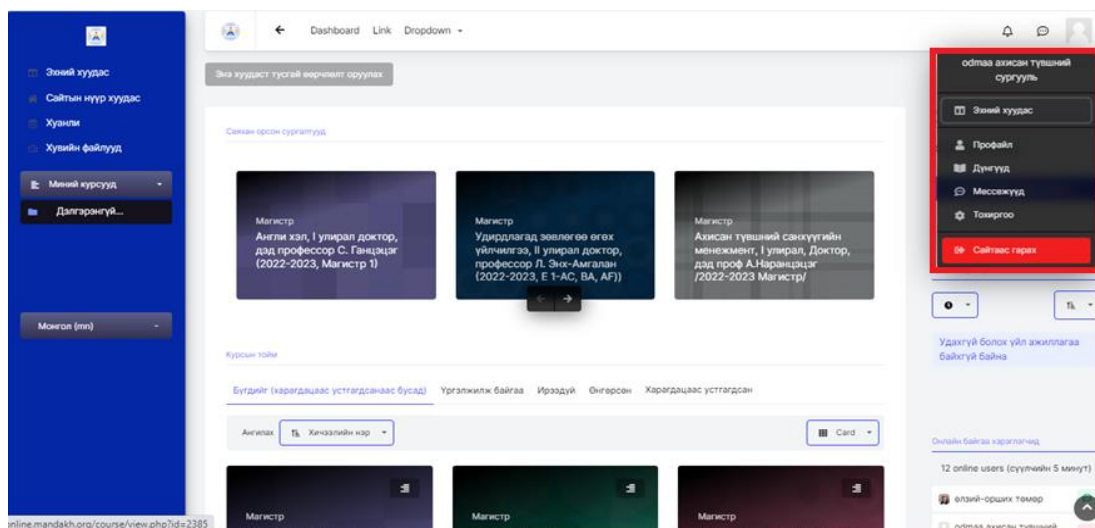 Dashboard Link Dropdown
Эхний хуудас
Сайтын нүүр хуудас
Хуанли
Хувийн файлууд
Миний курсууд
Дэлгэрэнгүй...
Монгол (mn)
Энэ хуудаст тусгай өөрчлөлт оруулах
Саяхан орсон сургалтууд
Магистр
Англи хэл, I улирал доктор,
дэд профессор С. Ганцэцэг
(2022-2023, Магистр 1)
Магистр
Удирдлагад зөвлөгөө өгөх
үйлчилгээ, II улирал доктор,
профессор Л. Энх-Амгалан
(2022-2023, E 1-AC, BA, AF))
Магистр
Ахисан түвшний санхүүгийн
менежмент, I улирал, Доктор,
дэд проф А.Наранцэцэг
/2022-2023 Магистр/
Курсын тойм
Бүгдийг (харагдацаас устгагдсанаас бусад) Үргэлжилж байгаа Ирээдүй Өнгөрсөн Харагдацаас устгагдсан
Ангилах Хичээлийн нэр Card
Магистр
Магистр
Магистр
odmaa ахисан түвшний
сургууль
Эхний хуудас
Профайл
Дүнгүүд
Мессежүүд
Тохиргоо
Сайтаас гарах
Удахгүй болох үйл ажиллагаа
байхгүй байна
Онлайн байгаа хэрэглэгчид
12 online users (сүүлчийн 5 минут)
өлзий-орших төмөр
odmaa ахисан түвшний
online.mandakh.org/course/view.php?id=2385